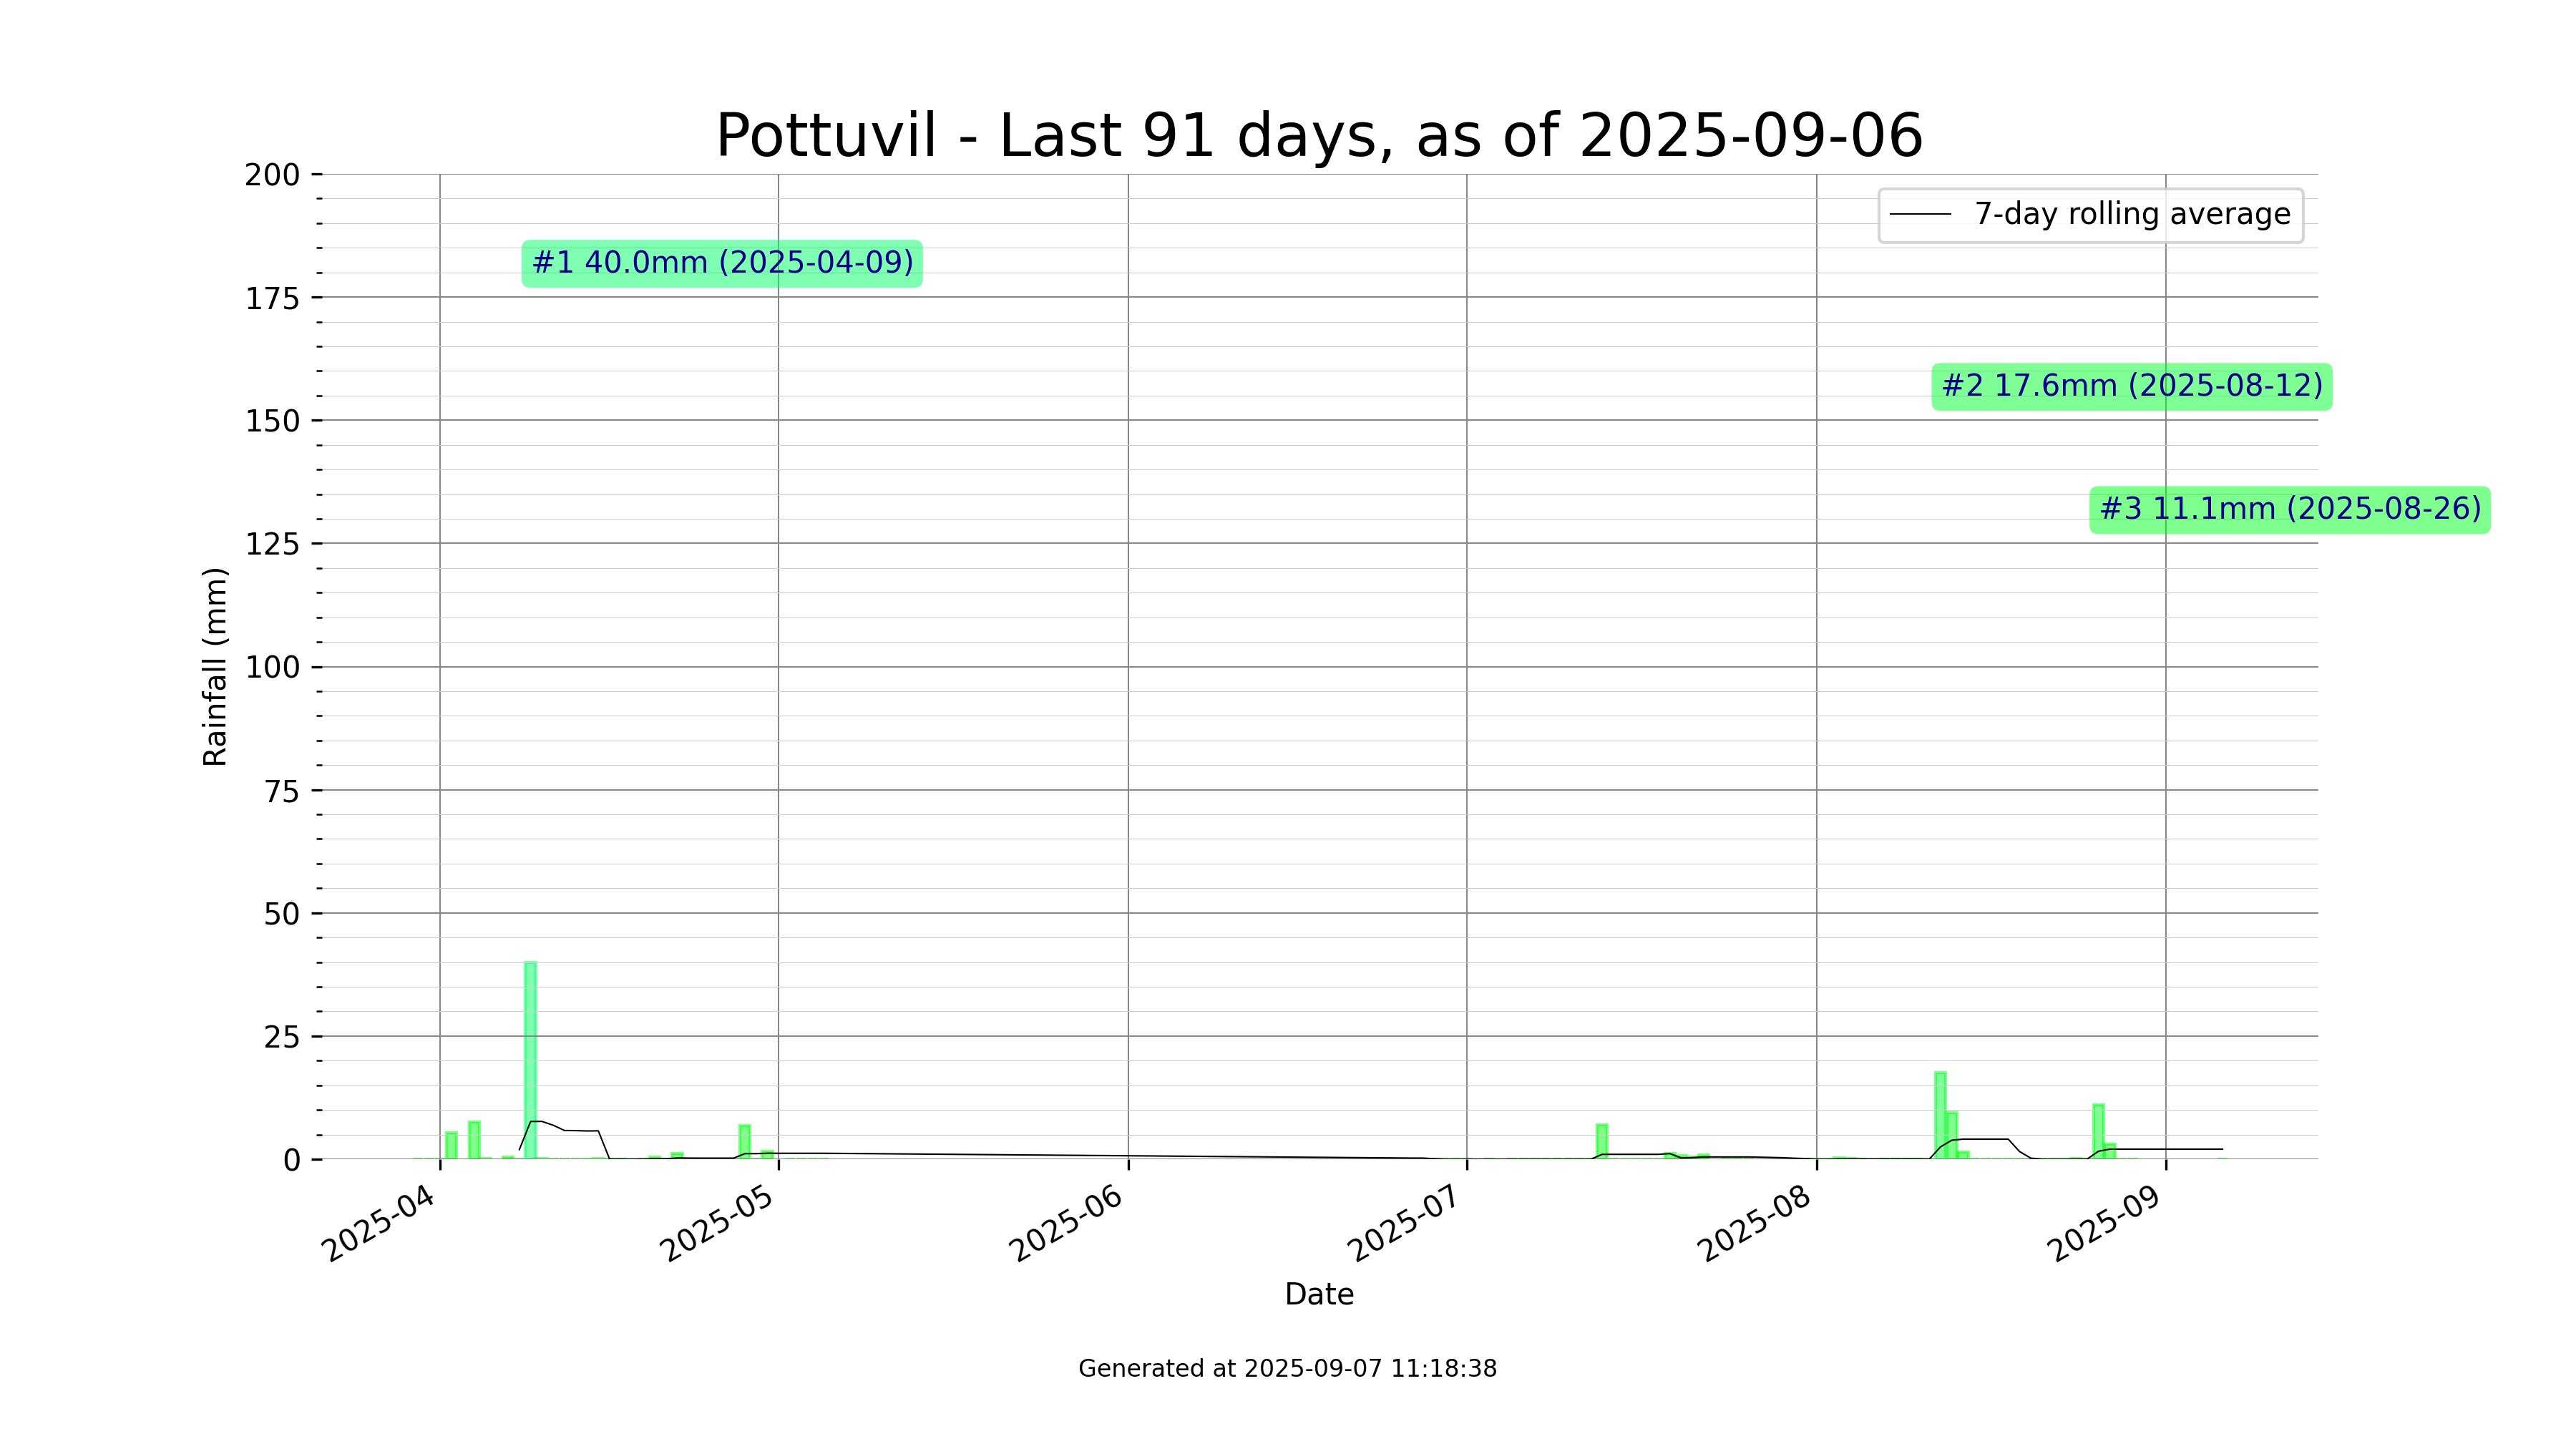 Pottuvil - Last 91 days, as of 2025-09-06
7-day rolling average
#1 40.0mm (2025-04-09)
#2 17.6mm (2025-08-12)
#3 11.1mm (2025-08-26)
Rainfall (mm)
200
175
150
125
100
75
50
25
0
2025-04
2025-05
2025-06
2025-07
2025-08
2025-09
Date
Generated at 2025-09-07 11:18:38